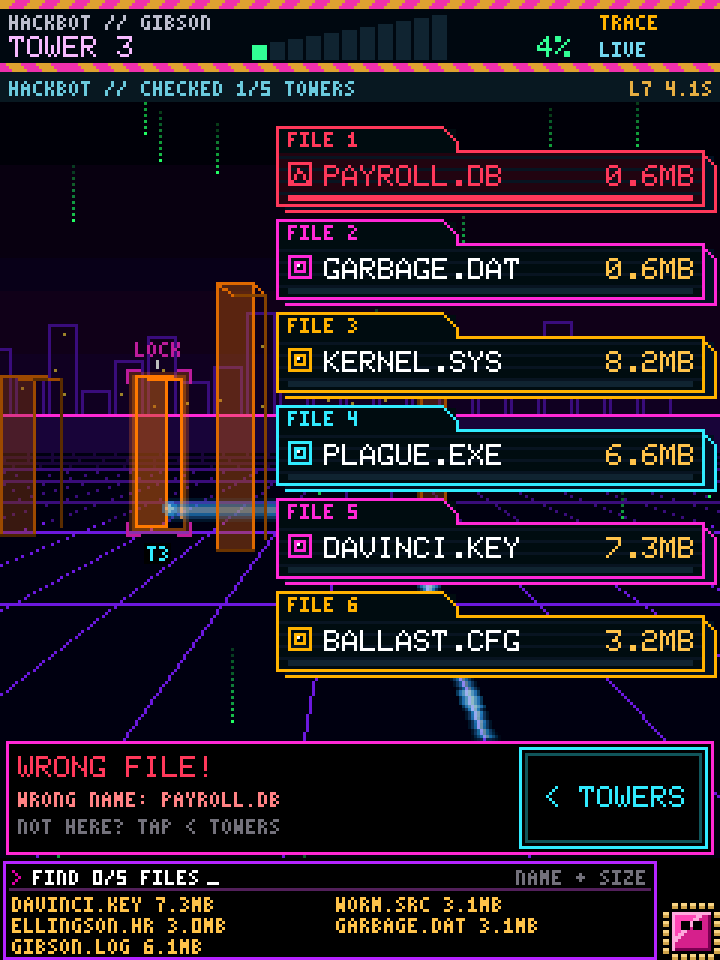 HACKBOT // GIBSON
TOWER 3
4%
TRACE
LIVE
HACKBOT // CHECKED 1/5 TOWERS
L7 4.1S
FILE 1
PAYROLL.DB 0.6MB
FILE 2
GARBAGE.DAT 0.6MB
FILE 3
KERNEL.SYS 8.2MB
FILE 4
PLAGUE.EXE 6.6MB
FILE 5
DAVINCI.KEY 7.3MB
FILE 6
BALLAST.CFG 3.2MB
LOCK
T3
WRONG FILE!
WRONG NAME: PAYROLL.DB
NOT HERE? TAP < TOWERS
< TOWERS
> FIND 0/5 FILES _
NAME + SIZE
DAVINCI.KEY 7.3MB
WORM.SRC 3.1MB
ELLINGSON.HR 3.0MB
GARBAGE.DAT 3.1MB
GIBSON.LOG 6.1MB